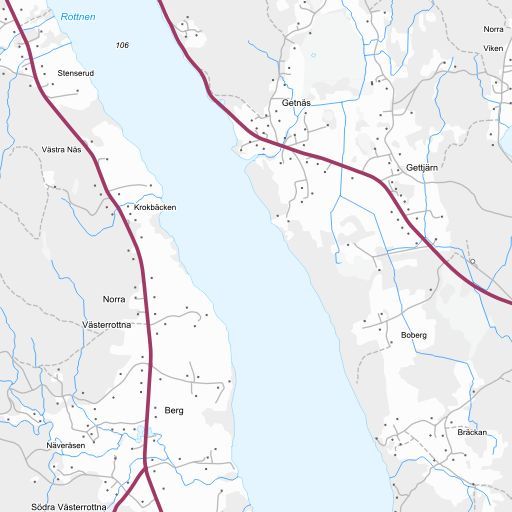 Rottnen
Norra
Viken
106
Stenserud
Getnäs
Västra Näs
Gettjärn
Krokbäcken
Norra
Västerrottna
Boberg
Berg
Bräckan
Näveråsen
Södra Västerrottna